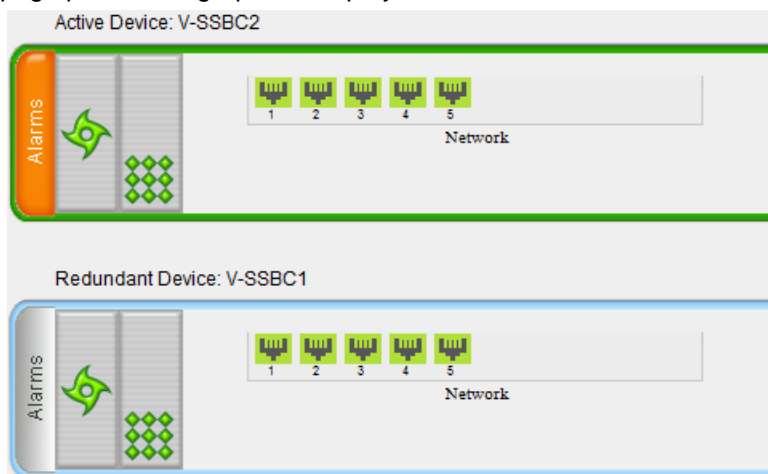 Active Device: V-SSBC2
Alarms
1 2 3 4 5
Network
Redundant Device: V-SSBC1
Alarms
1 2 3 4 5
Network